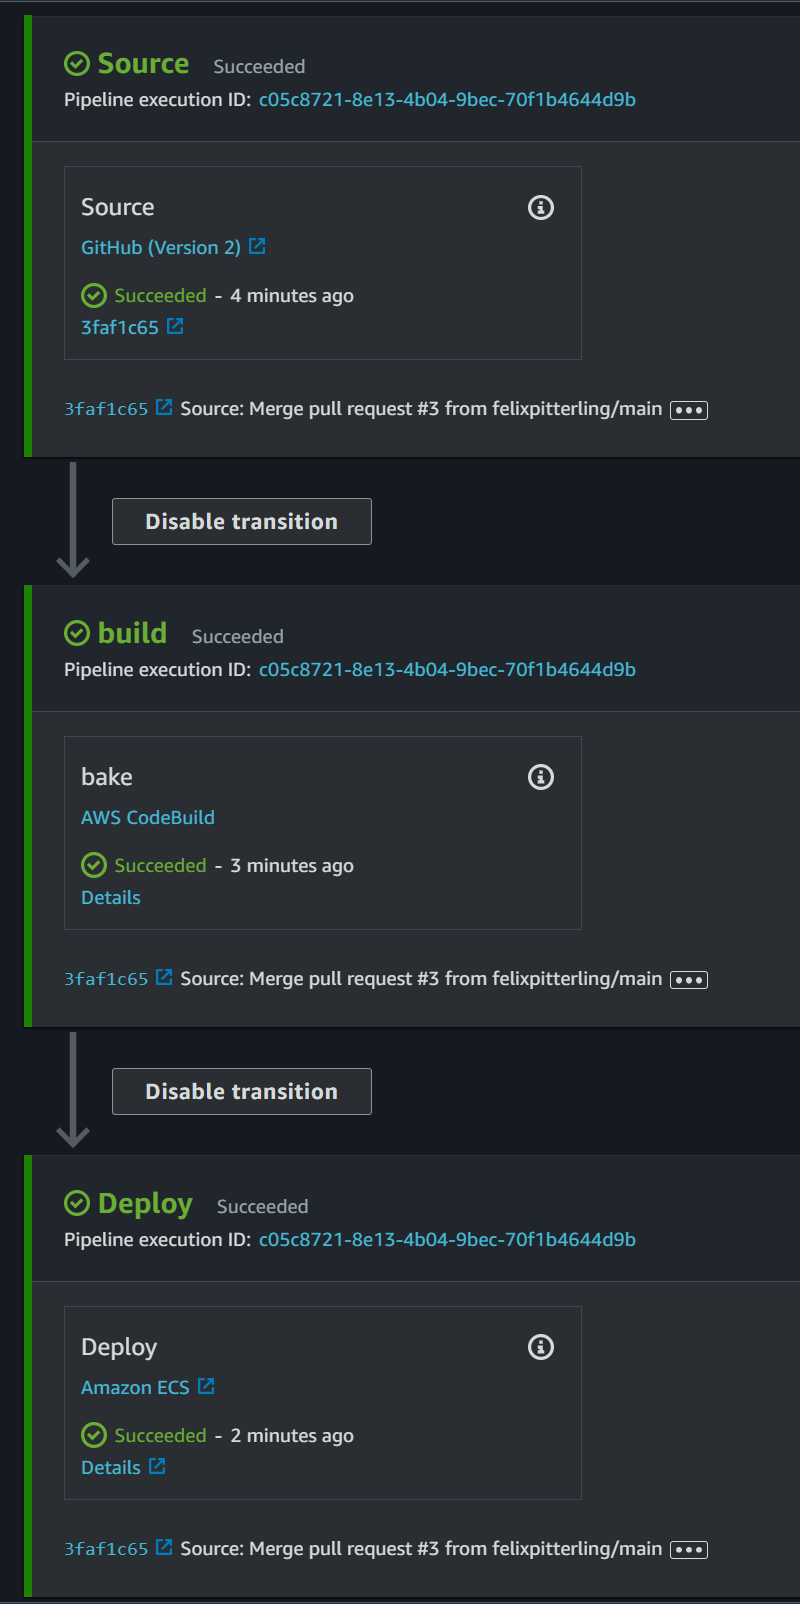 Source Succeeded
Pipeline execution ID: c05c8721-8e13-4b04-9bec-70f1b4644d9b
Source
GitHub (Version 2)
Succeeded - 4 minutes ago
3faf1c65
3faf1c65 Source: Merge pull request #3 from felixpitterling/main
Disable transition
build Succeeded
Pipeline execution ID: c05c8721-8e13-4b04-9bec-70f1b4644d9b
bake
AWS CodeBuild
Succeeded - 3 minutes ago
Details
3faf1c65 Source: Merge pull request #3 from felixpitterling/main
Disable transition
Deploy Succeeded
Pipeline execution ID: c05c8721-8e13-4b04-9bec-70f1b4644d9b
Deploy
Amazon ECS
Succeeded - 2 minutes ago
Details
3faf1c65 Source: Merge pull request #3 from felixpitterling/main